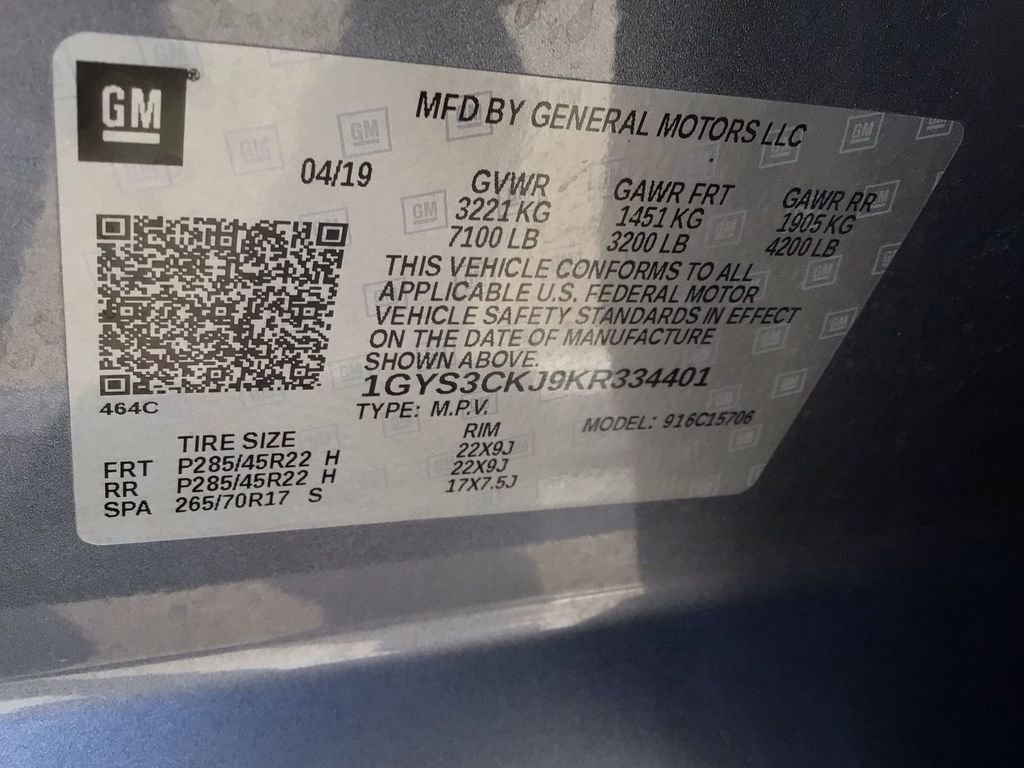 GM
MFD BY GENERAL MOTORS LLC
04/19
GVWR GAWR FRT GAWR RR
3221 KG 1451 KG 1905 KG
7100 LB 3200 LB 4200 LB
THIS VEHICLE CONFORMS TO ALL
APPLICABLE U.S. FEDERAL MOTOR
VEHICLE SAFETY STANDARDS IN EFFECT
ON THE DATE OF MANUFACTURE
SHOWN ABOVE.
1GYS3CKJ9KR334401
464C
TYPE: M.P.V. MODEL: 916C15706
TIRE SIZE RIM
FRT P285/45R22 H 22X9J
RR P285/45R22 H 22X9J
SPA 265/70R17 S 17X7.5J